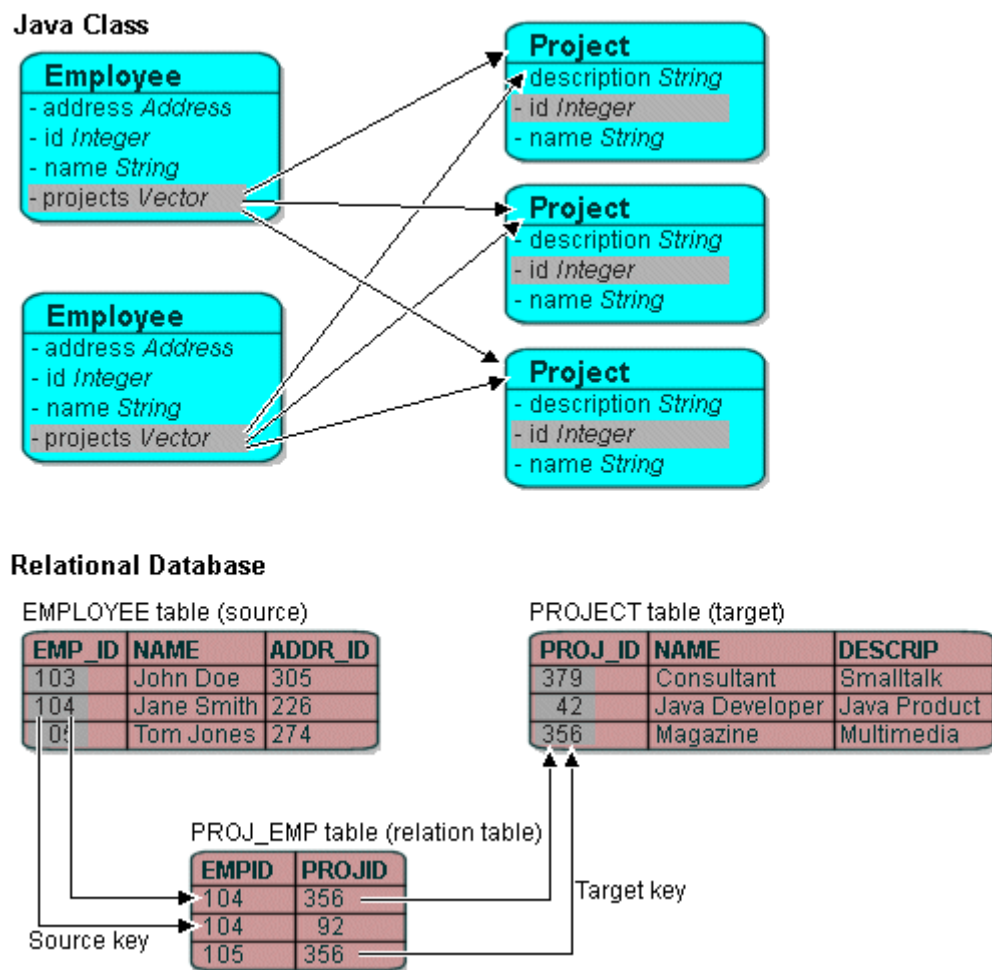 Java Class
Employee
- address Address
- id Integer
- name String
- projects Vector
Employee
- address Address
- id Integer
- name String
- projects Vector
Project
- description String
- id Integer
- name String
Project
- description String
- id Integer
- name String
Project
- description String
- id Integer
- name String
Relational Database
EMPLOYEE table (source)
EMP_ID NAME ADDR_ID
103 John Doe 305
104 Jane Smith 226
05 Tom Jones 274
PROJECT table (target)
PROJ_ID NAME DESCRIP
379 Consultant Smalltalk
42 Java Developer Java Product
356 Magazine Multimedia
PROJ_EMP table (relation table)
EMPID PROJID
104 356
104 92
105 356
Source key
Target key